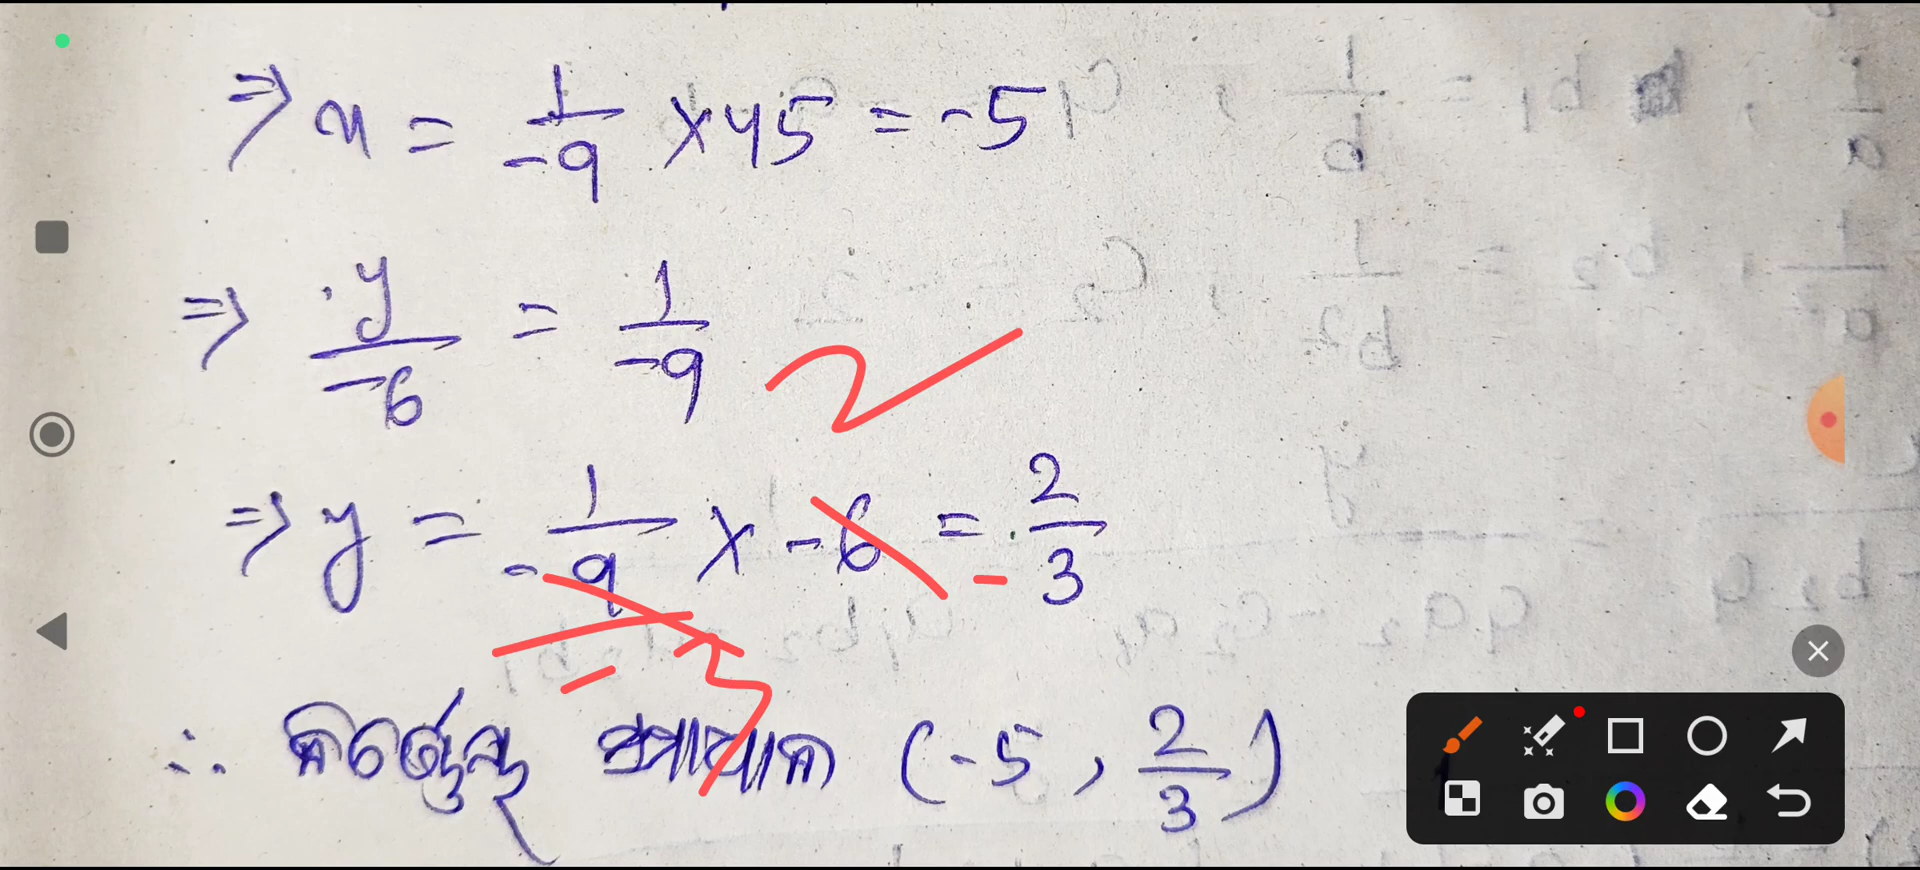 ⇒ x = 1/-9 × 45 = -5
⇒ y/-6 = 1/-9
⇒ y = 1/-9 × -6 = 2/3
∴ ନିର୍ଣ୍ଣେୟ ସମାଧାନ (-5, 2/3)